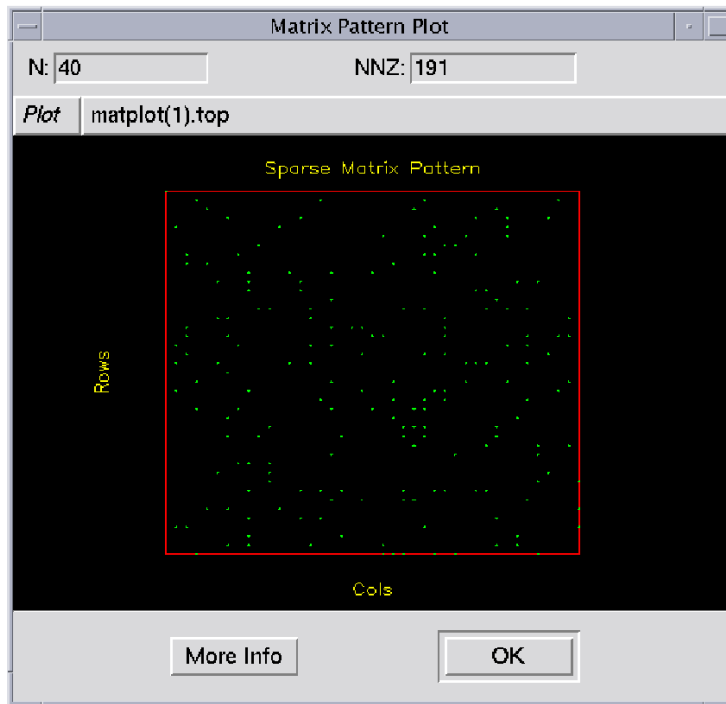 Matrix Pattern Plot
N: 40 NNZ: 191
Plot matplot(1).top
Sparse Matrix Pattern
Rows
Cols
More Info OK